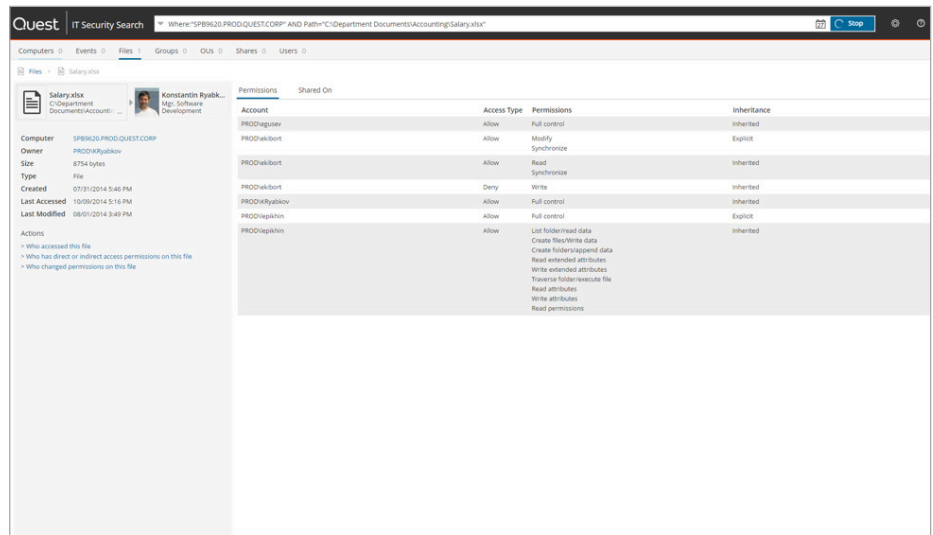 Quest IT Security Search
Where:"SPB9620.PROD.QUEST.CORP" AND Path="C:\Department Documents\Accounting\Salary.xlsx"
27 Stop
Computers 0 Events 0 Files 1 Groups 0 OUs 0 Shares 0 Users 0
Files Salary.xlsx
Salary.xlsx
C:\Department
Documents\Accountin ...
Konstantin Ryabk...
Mgr. Software
Development
Computer SPB9620.PROD.QUEST.CORP
Owner PROD\KRyabkov
Size 8754 bytes
Type File
Created 07/31/2014 5:46 PM
Last Accessed 10/09/2014 5:16 PM
Last Modified 08/01/2014 3:49 PM
Actions
> Who accessed this file
> Who has direct or indirect access permissions on this file
> Who changed permissions on this file
Permissions Shared On
Account Access Type Permissions Inheritance
PROD\egusev Allow Full control Inherited
PROD\ekibort Allow Modify Explicit
Synchronize
PROD\ekibort Allow Read Inherited
Synchronize
PROD\ekibort Deny Write Inherited
PROD\KRyabkov Allow Full control Inherited
PROD\lepikhin Allow Full control Explicit
PROD\lepikhin Allow List folder/read data Inherited
Create files/Write data
Create folders/append data
Read extended attributes
Write extended attributes
Traverse folder/execute file
Read attributes
Write attributes
Read permissions